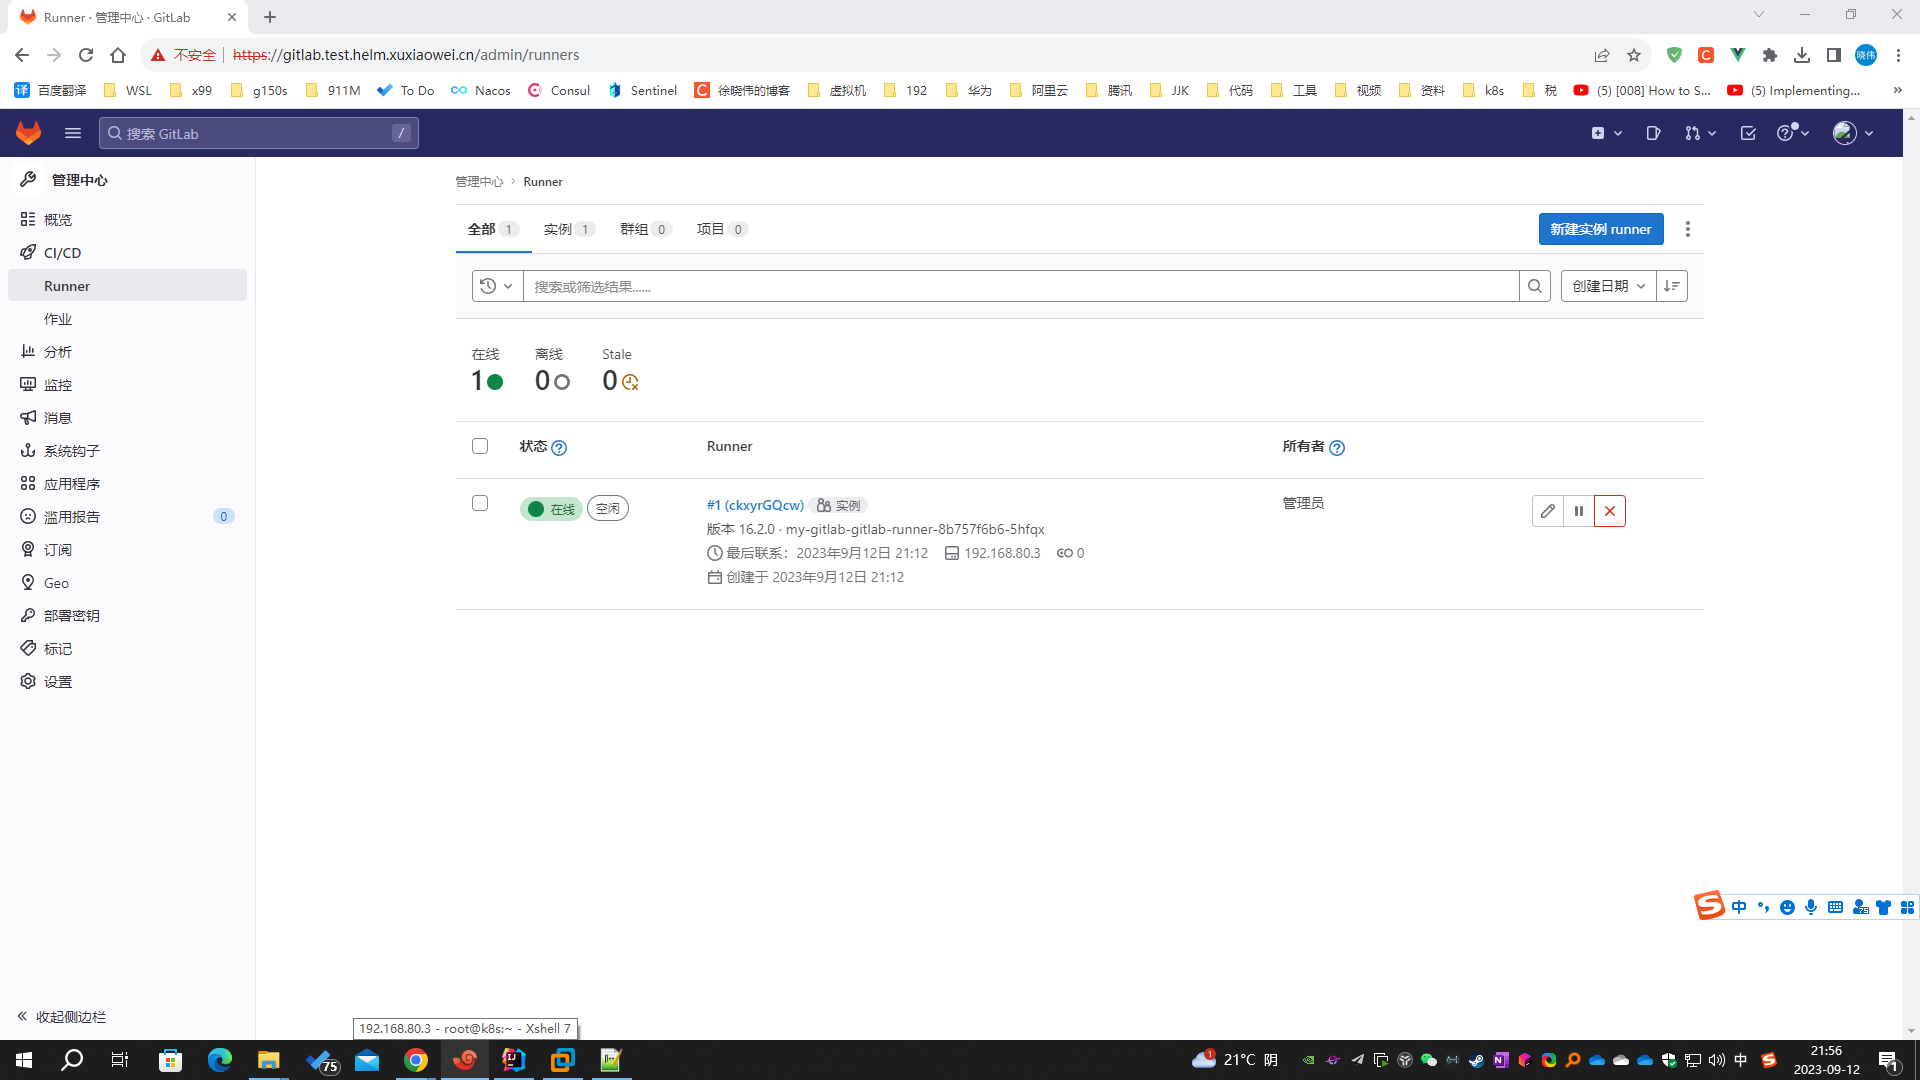 Runner · 管理中心 · GitLab
不安全 https://gitlab.test.helm.xuxiaowei.cn/admin/runners
晓伟
译 百度翻译 WSL x99 g150s 911M To Do Nacos Consul Sentinel C 徐晓伟的博客 虚拟机 192 华为 阿里云 腾讯 JJK 代码 工具 视频 资料 k8s 税 (5) [008] How to S... (5) Implementing... »
搜索 GitLab /
管理中心
概览
CI/CD
Runner
作业
分析
监控
消息
系统钩子
应用程序
滥用报告 0
订阅
Geo
部署密钥
标记
设置
收起侧边栏
管理中心 › Runner
全部 1 实例 1 群组 0 项目 0 新建实例 runner
搜索或筛选结果...... 创建日期
在线 离线 Stale
1 0 0
状态 Runner 所有者
在线 空闲 #1 (ckxyrGQcw) 实例 管理员
版本 16.2.0 · my-gitlab-gitlab-runner-8b757f6b6-5hfqx
最后联系：2023年9月12日 21:12 192.168.80.3 0
创建于 2023年9月12日 21:12
中
192.168.80.3 - root@k8s:~ - Xshell 7
75 1 21°C 阴 中 21:56
2023-09-12 1